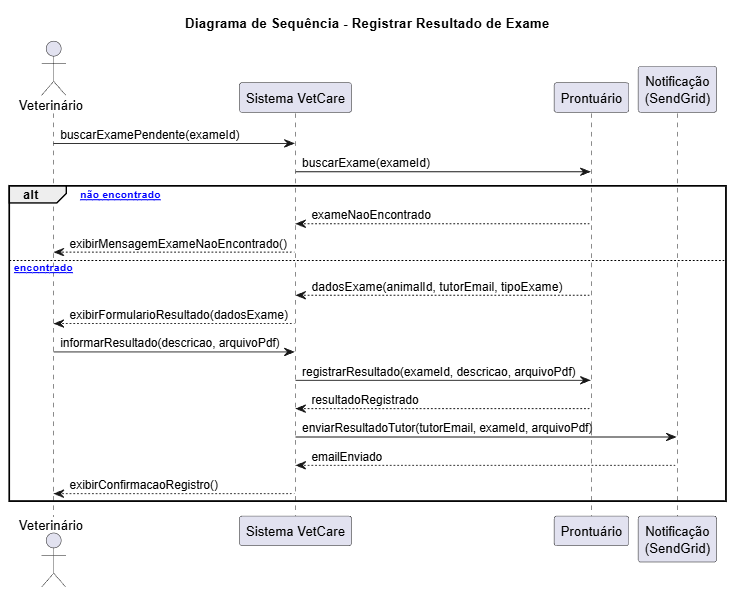 Diagrama de Sequência - Registrar Resultado de Exame
Veterinário
Sistema VetCare
Prontuário
Notificação
(SendGrid)
buscarExamePendente(exameId)
buscarExame(exameId)
alt
não encontrado
exameNaoEncontrado
exibirMensagemExameNaoEncontrado()
encontrado
dadosExame(animalId, tutorEmail, tipoExame)
exibirFormularioResultado(dadosExame)
informarResultado(descricao, arquivoPdf)
registrarResultado(exameId, descricao, arquivoPdf)
resultadoRegistrado
enviarResultadoTutor(tutorEmail, exameId, arquivoPdf)
emailEnviado
exibirConfirmacaoRegistro()
Veterinário
Sistema VetCare
Prontuário
Notificação
(SendGrid)